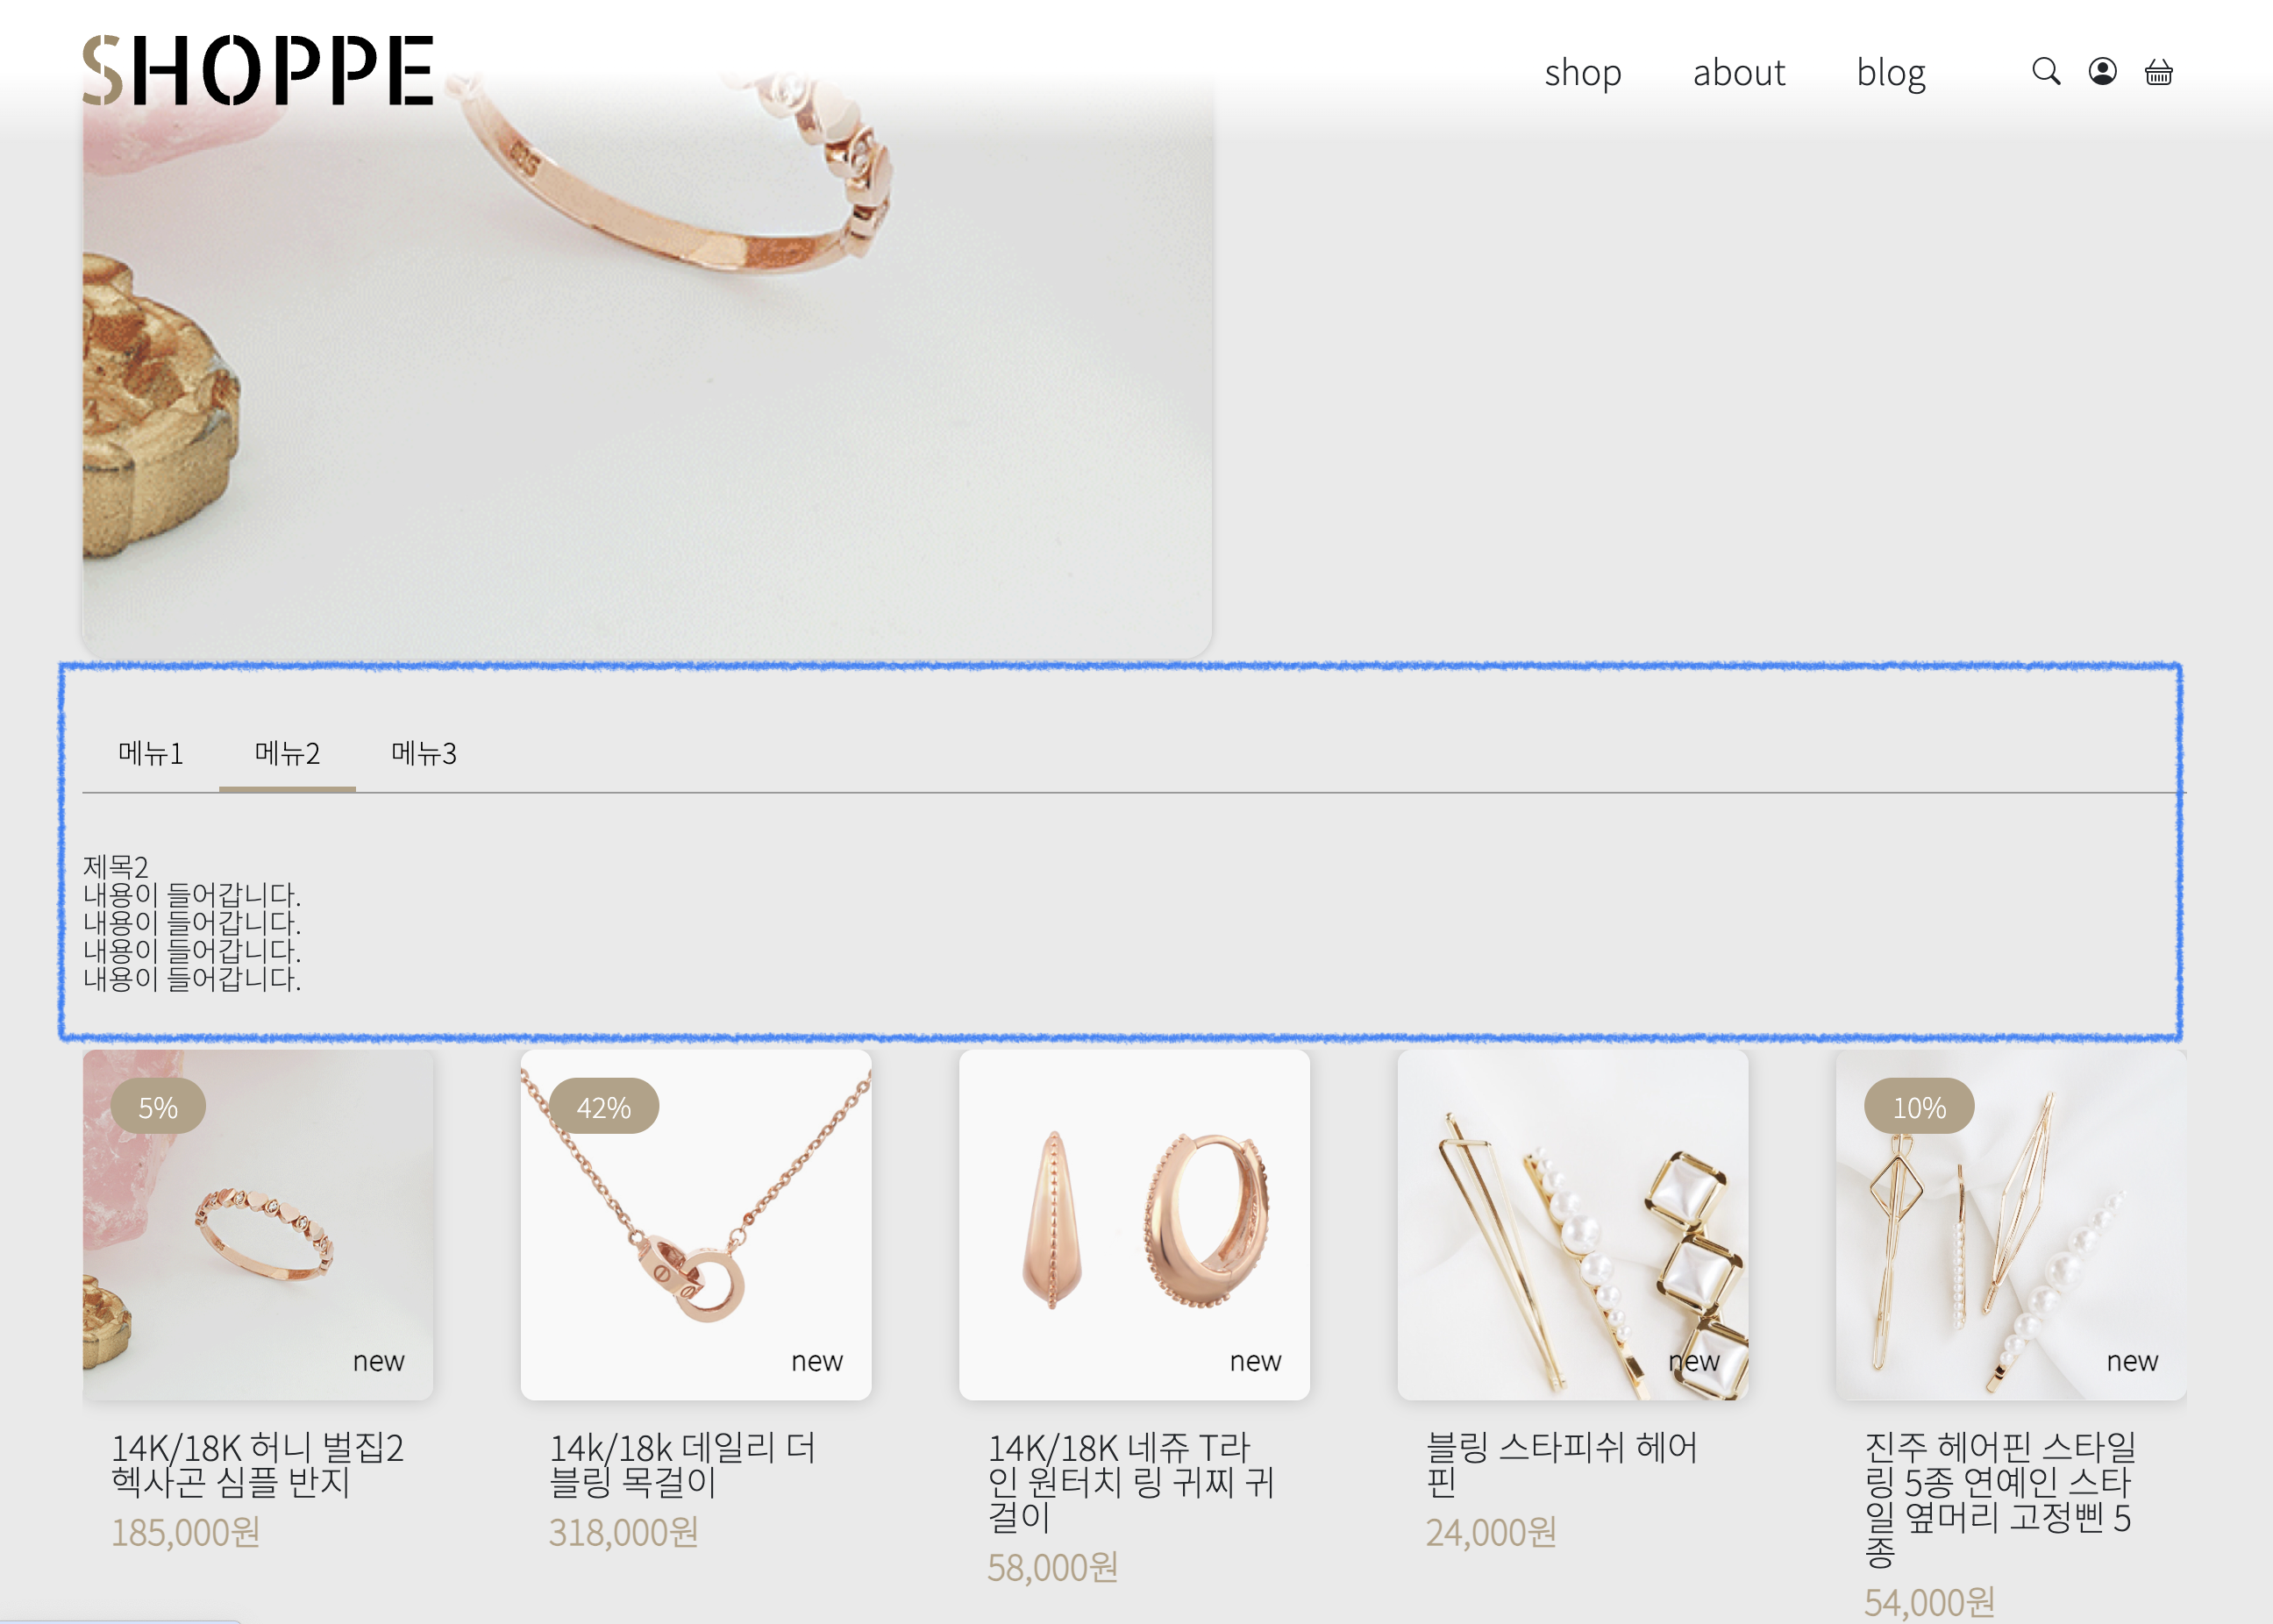 SHOPPE
shop about blog
메뉴1 메뉴2 메뉴3
제목2
내용이 들어갑니다.
내용이 들어갑니다.
내용이 들어갑니다.
내용이 들어갑니다.
5%
new
14K/18K 허니 벌집2
헥사곤 심플 반지
185,000원
42%
new
14k/18k 데일리 더
블링 목걸이
318,000원
new
14K/18K 네쥬 T라
인 원터치 링 귀찌 귀
걸이
58,000원
new
블링 스타피쉬 헤어
핀
24,000원
10%
new
진주 헤어핀 스타일
링 5종 연예인 스타
일 옆머리 고정삔 5
종
54,000원